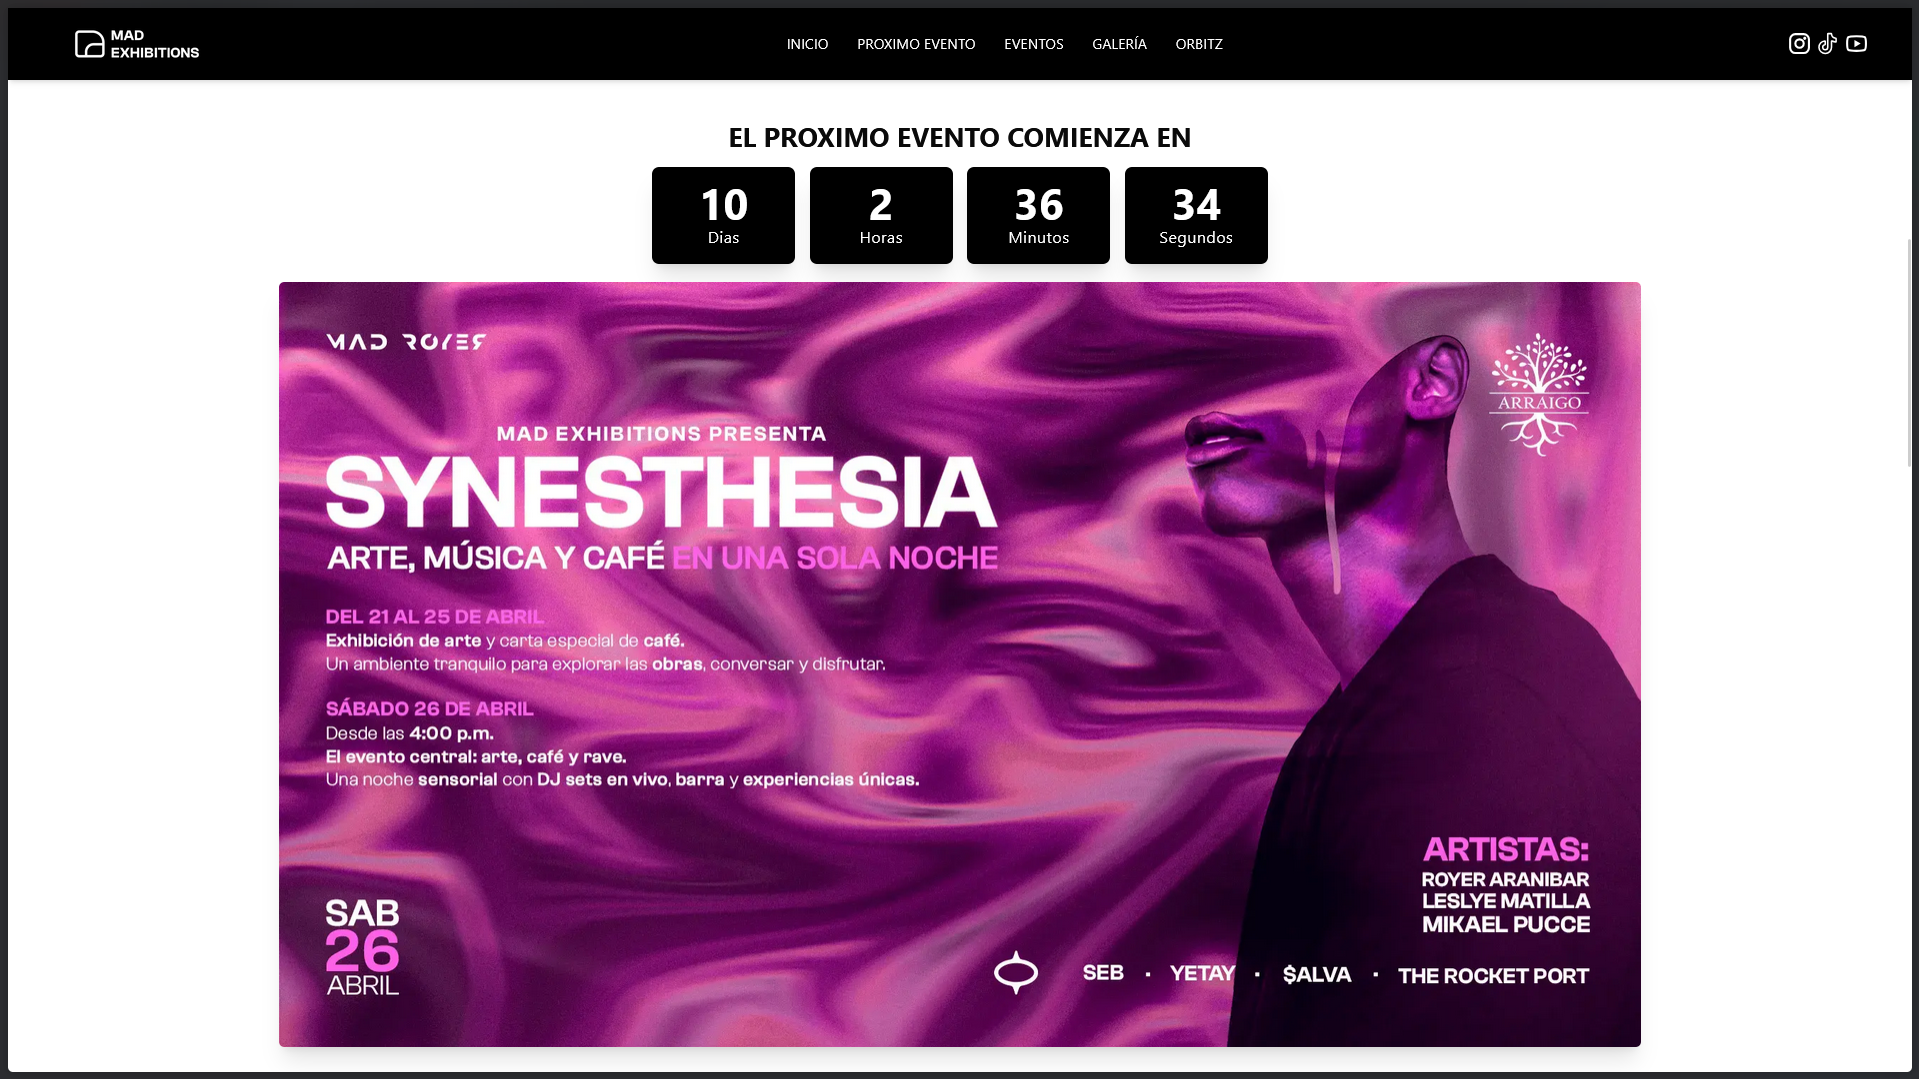 MAD
EXHIBITIONS
INICIO PROXIMO EVENTO EVENTOS GALERÍA ORBITZ
EL PROXIMO EVENTO COMIENZA EN
10 2 36 34
Dias Horas Minutos Segundos
MAD ROYER
ARRAIGO
MAD EXHIBITIONS PRESENTA
SYNESTHESIA
ARTE, MÚSICA Y CAFÉ EN UNA SOLA NOCHE
DEL 21 AL 25 DE ABRIL
Exhibición de arte y carta especial de café.
Un ambiente tranquilo para explorar las obras, conversar y disfrutar.
SÁBADO 26 DE ABRIL
Desde las 4:00 p.m.
El evento central: arte, café y rave.
Una noche sensorial con DJ sets en vivo, barra y experiencias únicas.
SAB
26
ABRIL
ARTISTAS:
ROYER ARANIBAR
LESLYE MATILLA
MIKAEL PUCCE
SEB · YETAY · $ALVA · THE ROCKET PORT